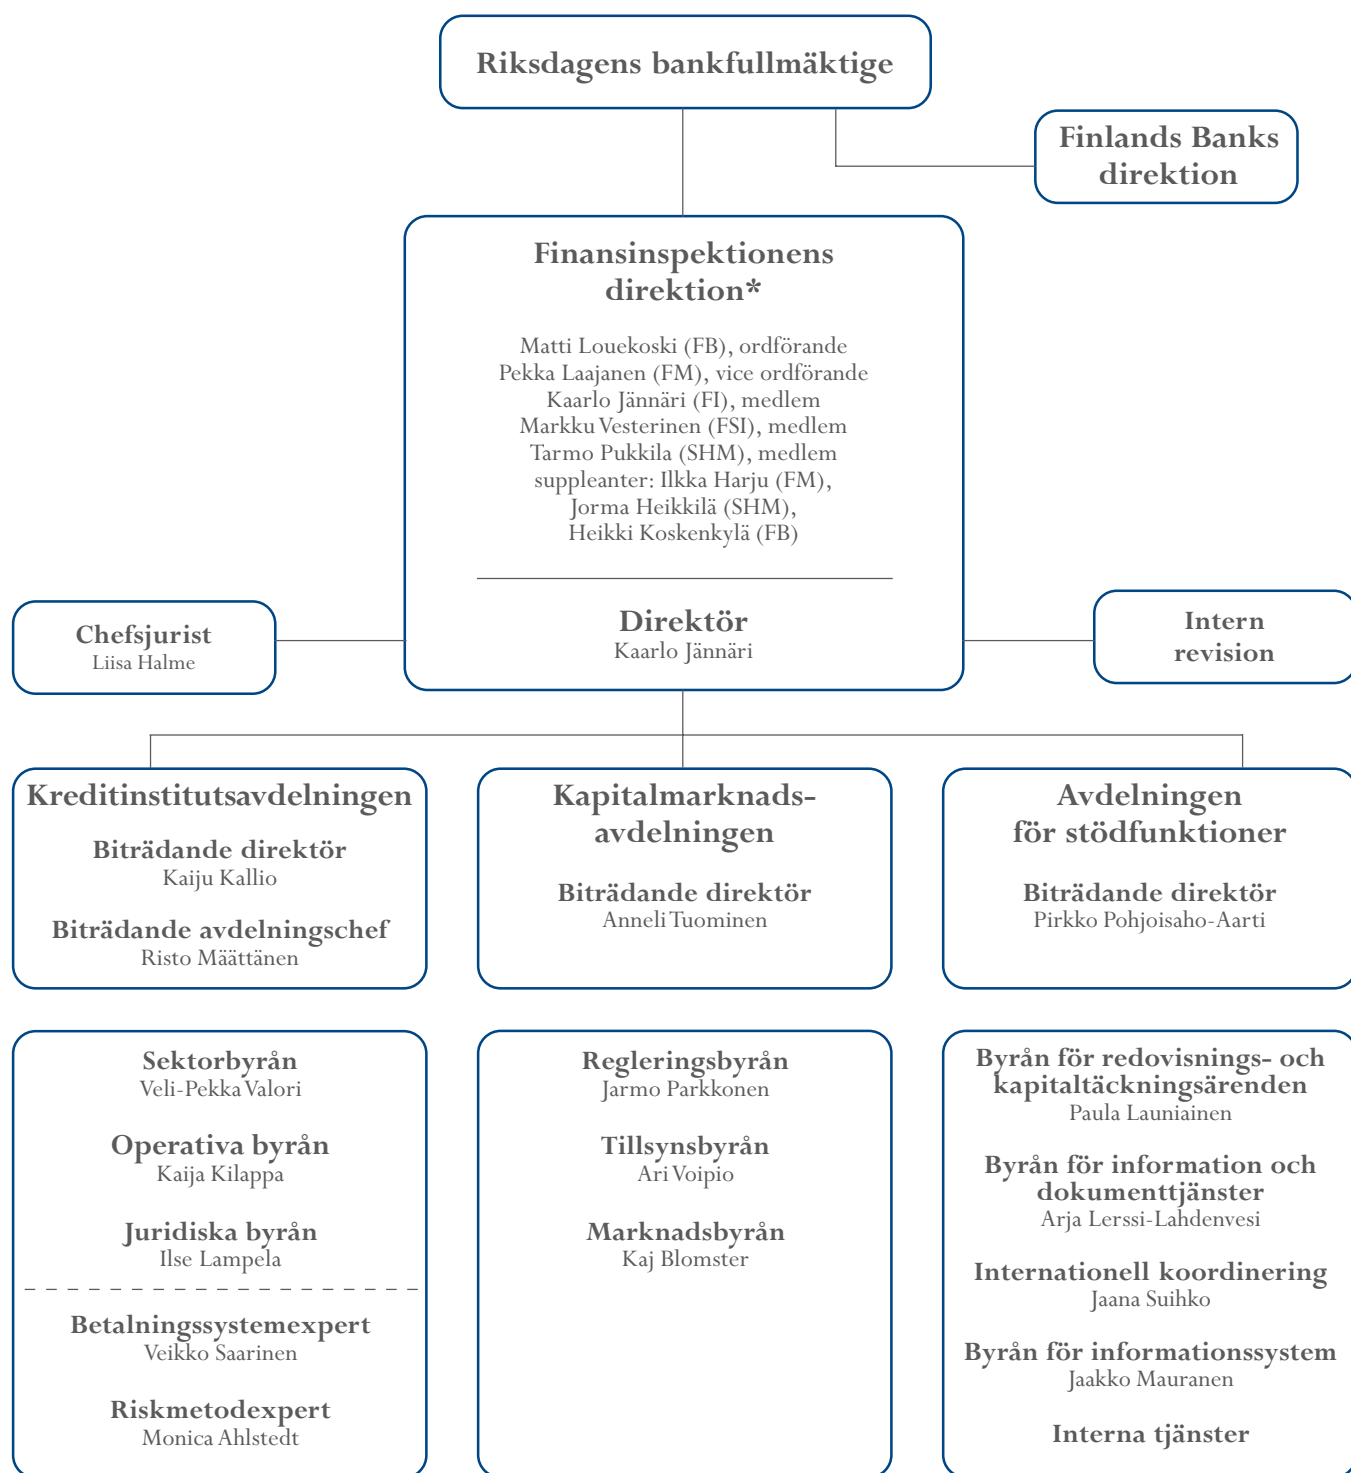 Riksdagens bankfullmäktige
Finlands Banks
direktion
Finansinspektionens
direktion*
Matti Louekoski (FB), ordförande
Pekka Laajanen (FM), vice ordförande
Kaarlo Jännäri (FI), medlem
Markku Vesterinen (FSI), medlem
Tarmo Pukkila (SHM), medlem
suppleanter: Ilkka Harju (FM),
Jorma Heikkilä (SHM),
Heikki Koskenkylä (FB)
Direktör
Kaarlo Jännäri
Chefsjurist
Liisa Halme
Intern
revision
Kreditinstitutsavdelningen
Biträdande direktör
Kaiju Kallio
Biträdande avdelningschef
Risto Määttänen
Kapitalmarknads-
avdelningen
Biträdande direktör
Anneli Tuominen
Avdelningen
för stödfunktioner
Biträdande direktör
Pirkko Pohjoisaho-Aarti
Sektorbyrån
Veli-Pekka Valori
Operativa byrån
Kaija Kilappa
Juridiska byrån
Ilse Lampela
Betalningssystemexpert
Veikko Saarinen
Riskmetodexpert
Monica Ahlstedt
Regleringsbyrån
Jarmo Parkkonen
Tillsynsbyrån
Ari Voipio
Marknadsbyrån
Kaj Blomster
Byrån för redovisnings- och
kapitaltäckningsärenden
Paula Launiainen
Byrån för information och
dokumenttjänster
Arja Lerssi-Lahdenvesi
Internationell koordinering
Jaana Suihko
Byrån för informationssystem
Jaakko Mauranen
Interna tjänster